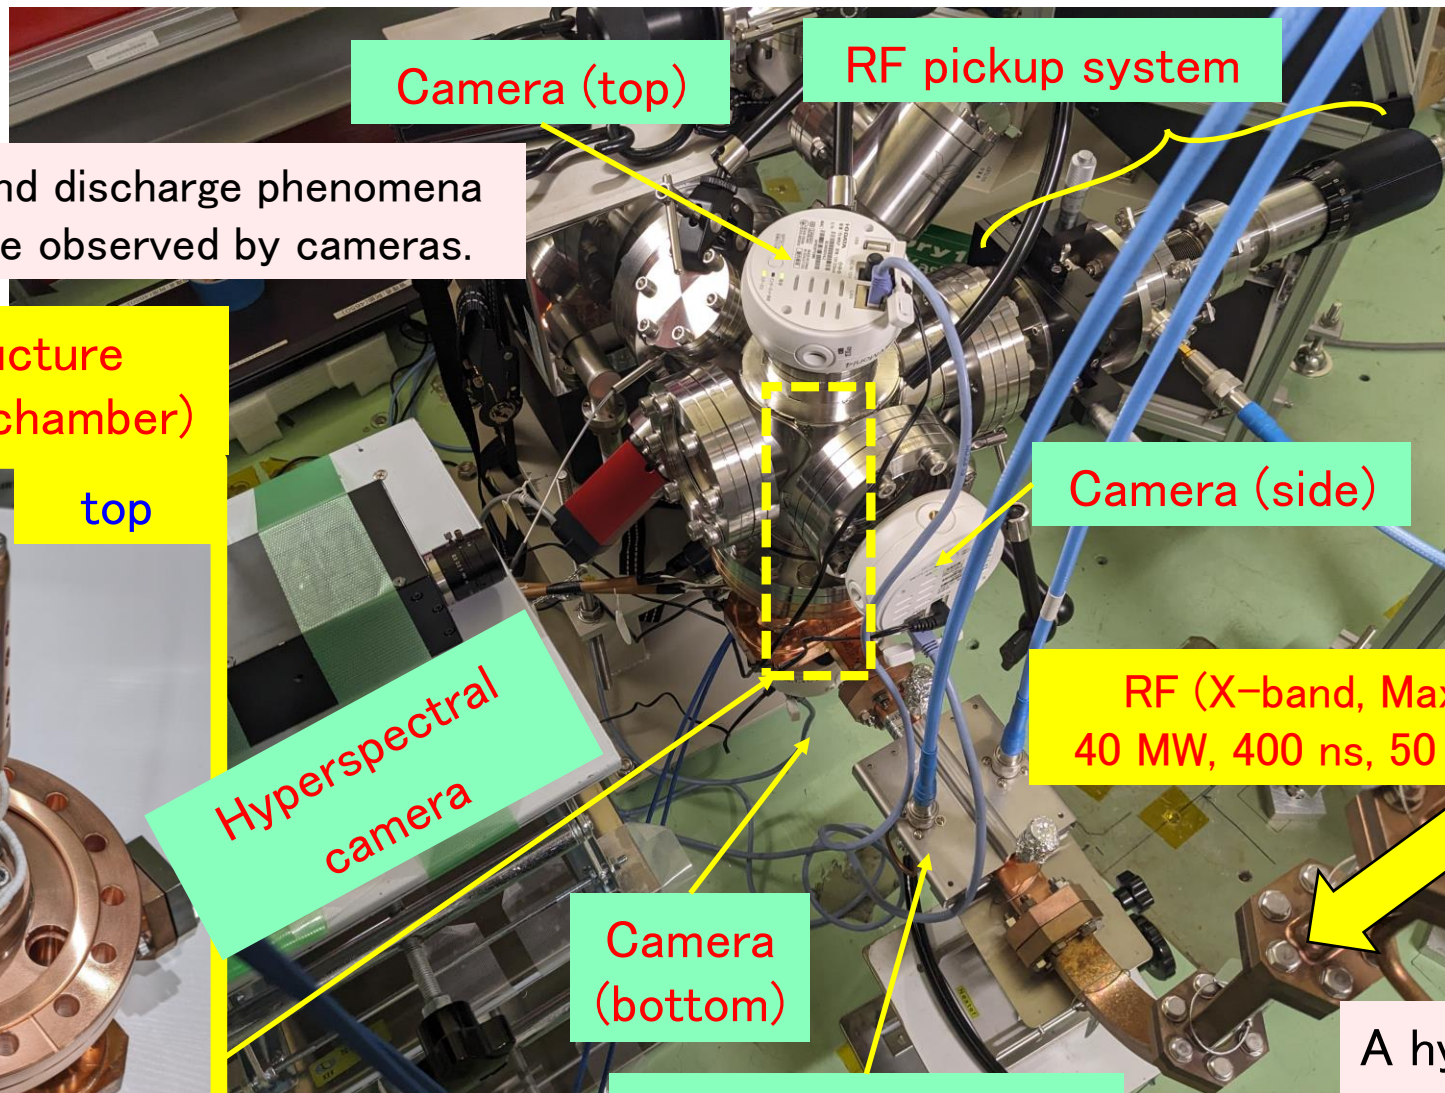 Camera (top)
RF pickup system
nd discharge phenomena
e observed by cameras.
ucture
chamber)
top
Camera (side)
RF (X-band, Max
40 MW, 400 ns, 50
Hyperspectral
camera
Camera
(bottom)
A hy